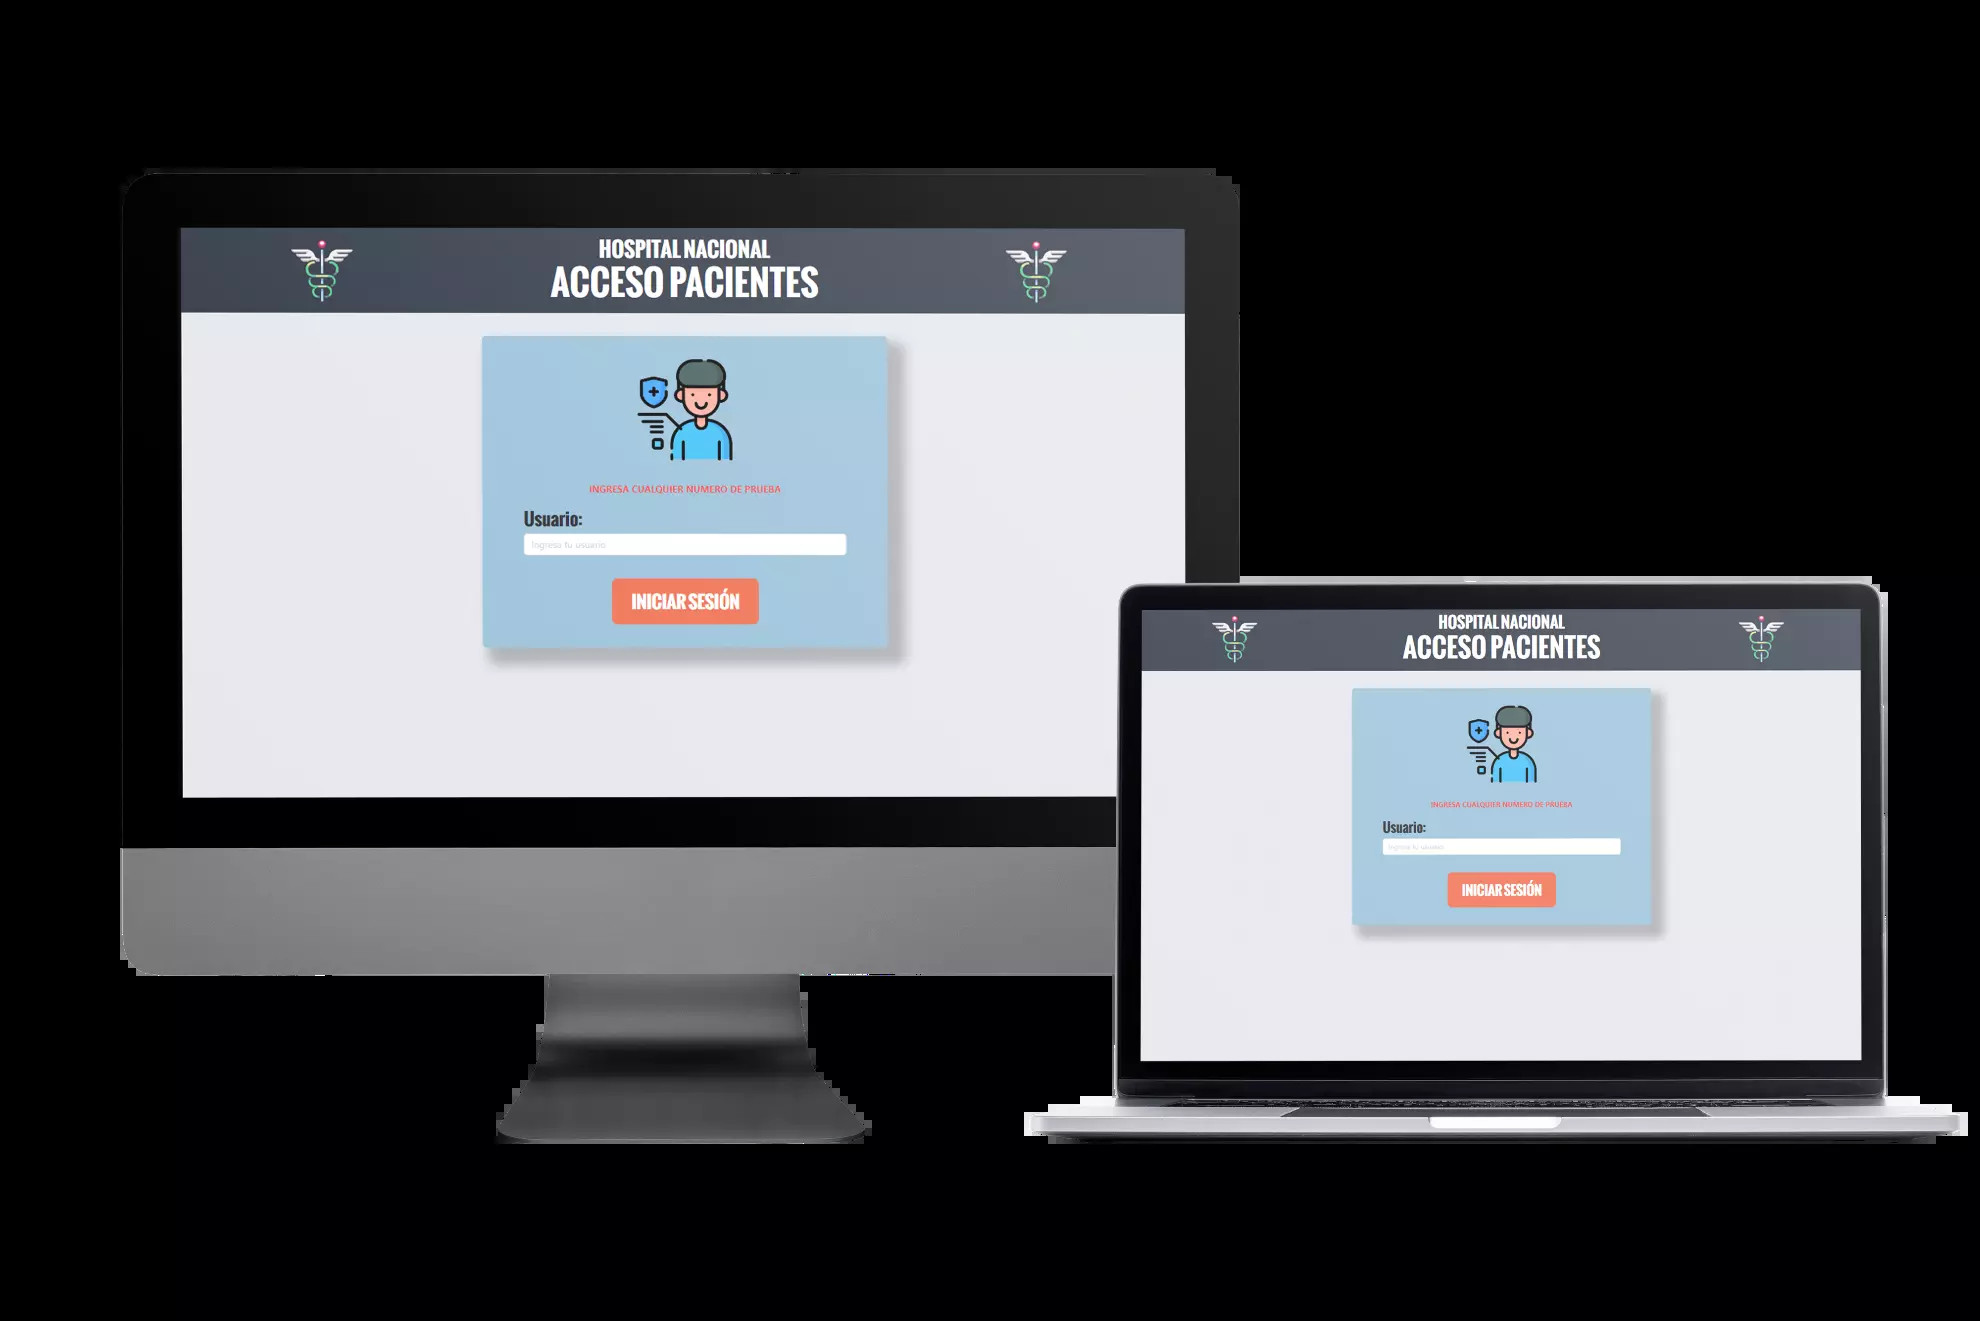 HOSPITAL NACIONAL
ACCESO PACIENTES
INGRESA CUALQUIER NUMERO DE PRUEBA
Usuario:
Ingresa tu usuario
INICIAR SESIÓN
HOSPITAL NACIONAL
ACCESO PACIENTES
INGRESA CUALQUIER NUMERO DE PRUEBA
Usuario:
Ingresa tu usuario
INICIAR SESIÓN